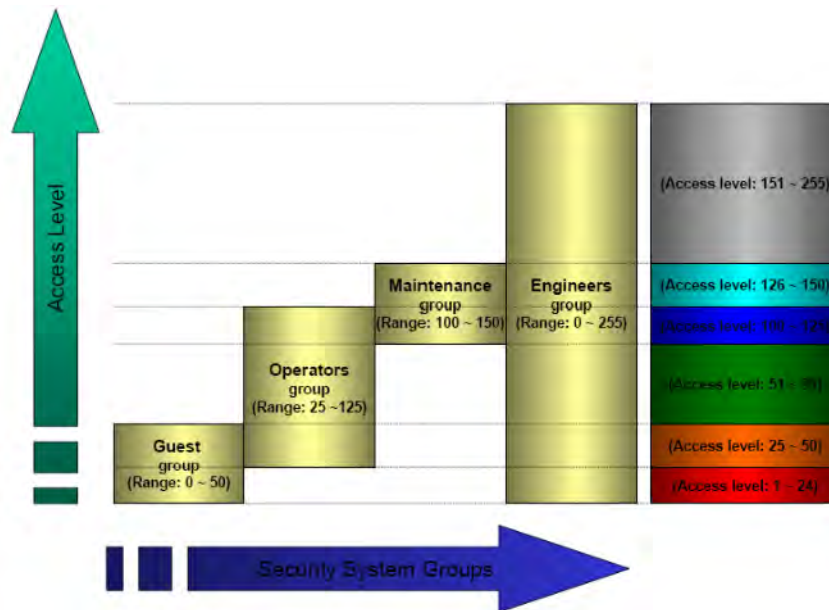 Access Level
Guest
group
(Range: 0 ~ 50)
Operators
group
(Range: 25 ~125)
Maintenance
group
(Range: 100 ~ 150)
Engineers
group
(Range: 0 ~ 255)
(Access level: 151 ~ 255)
(Access level: 126 ~ 150)
(Access level: 100 ~ 125)
(Access level: 51 ~ 99)
(Access level: 25 ~ 50)
(Access level: 1 ~ 24)
Security System Groups